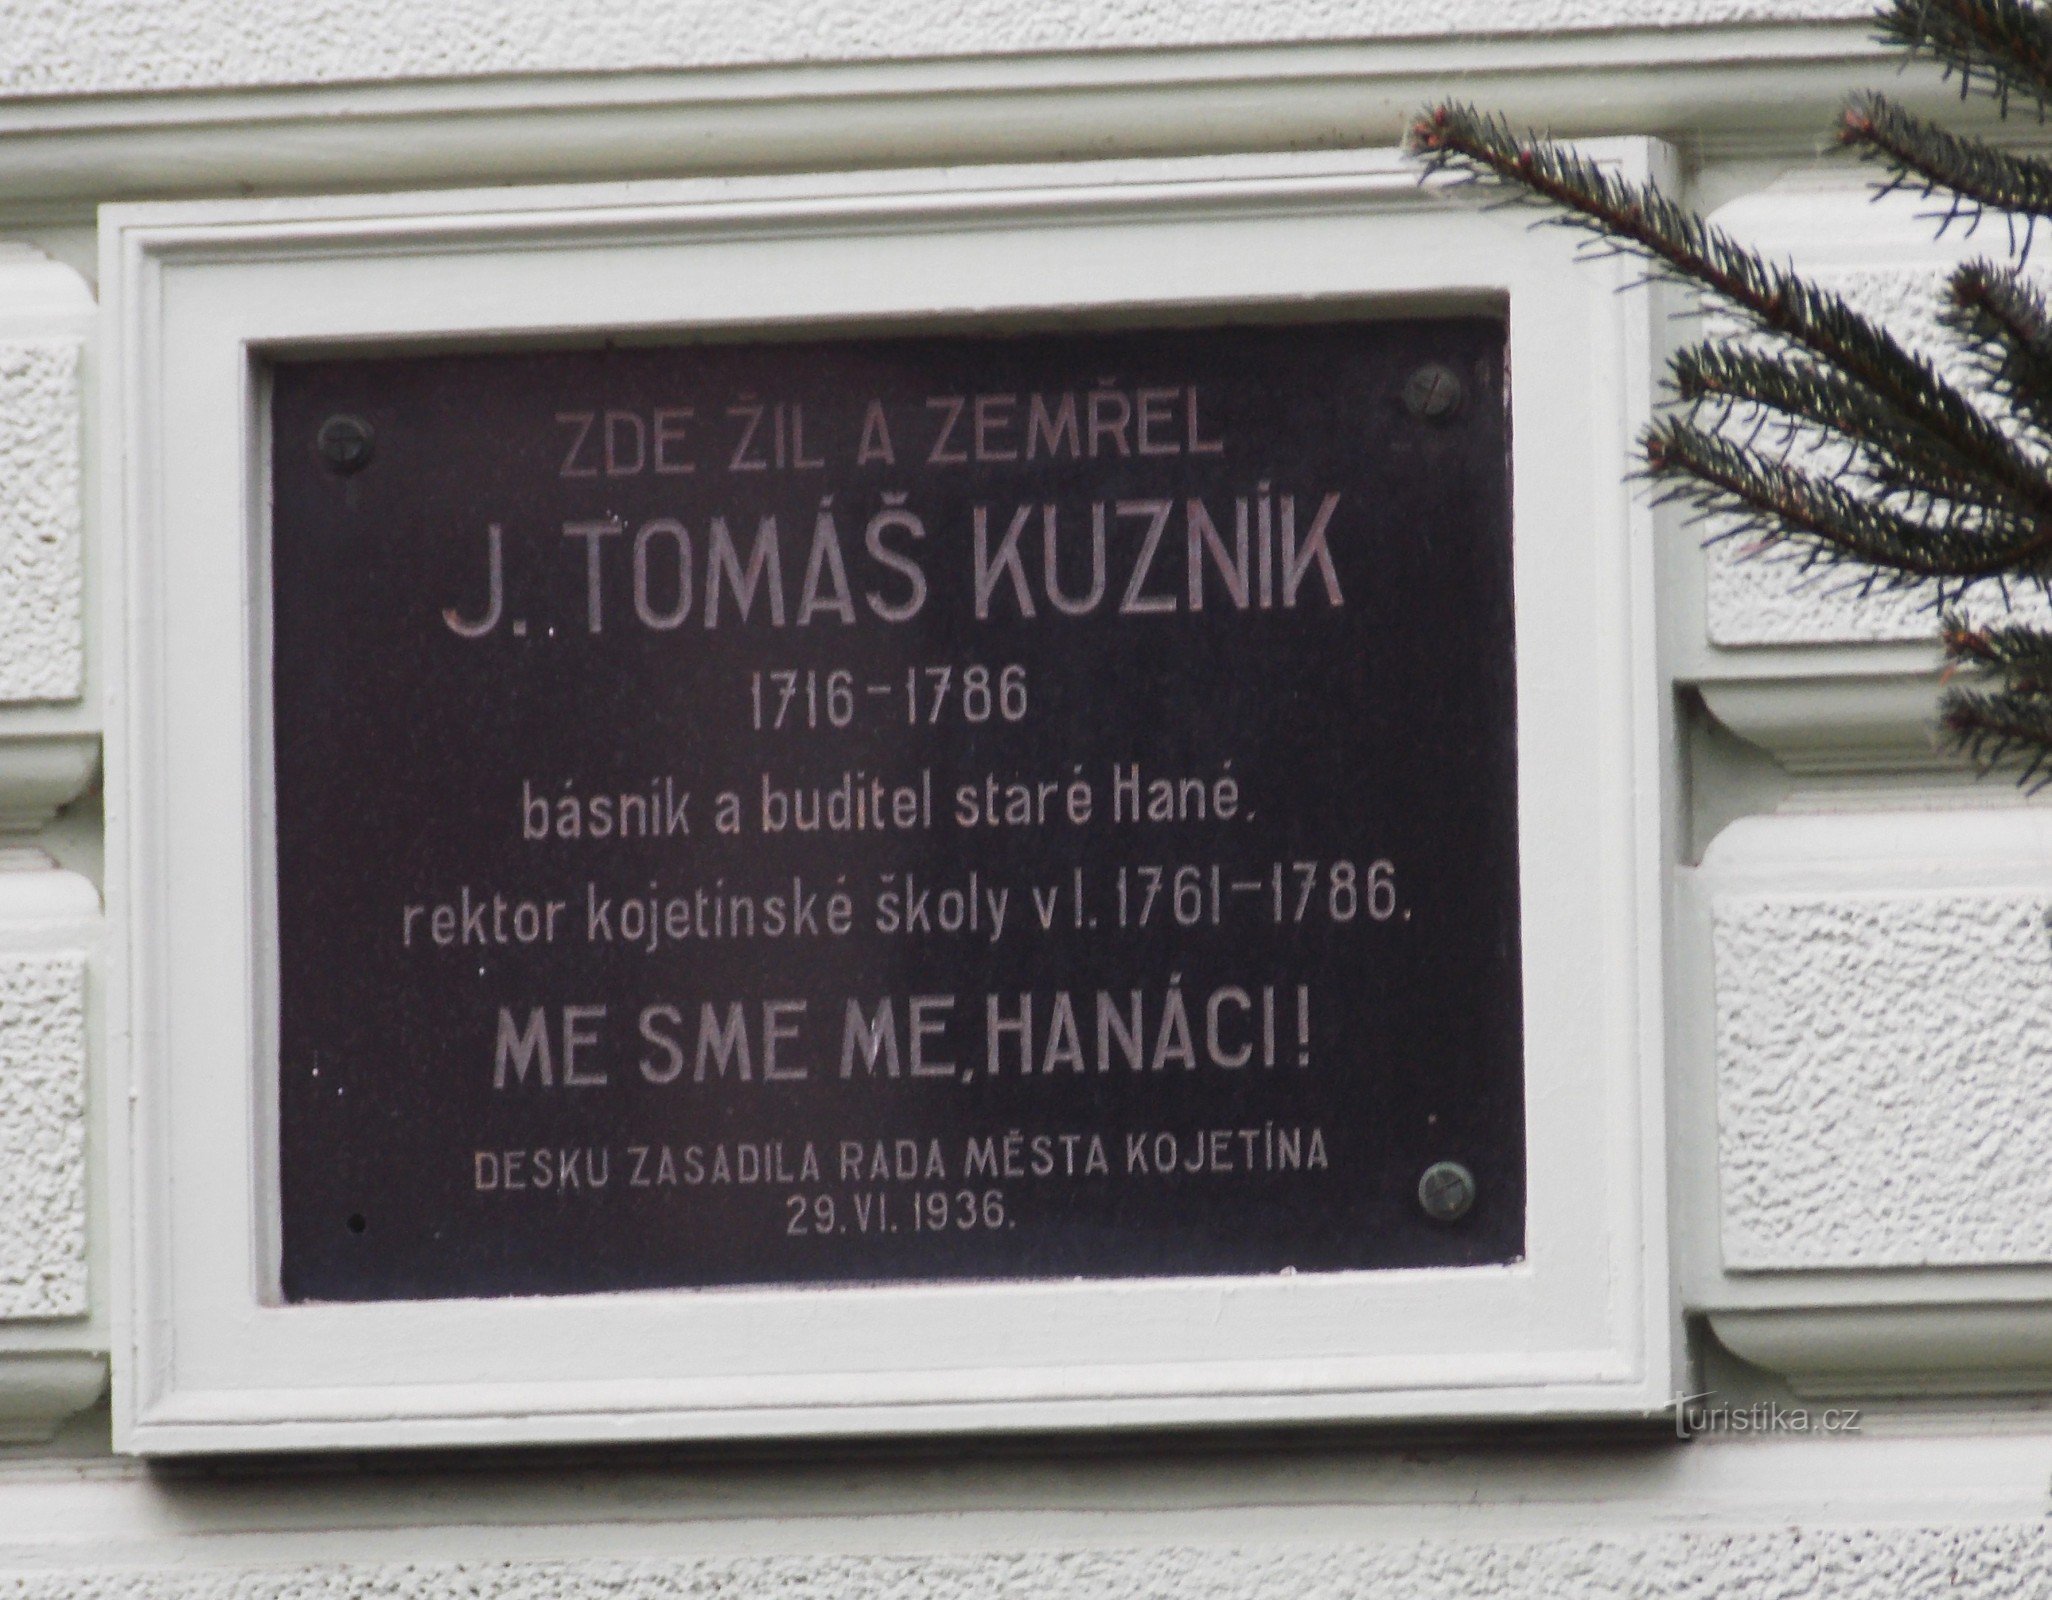 ZDE ŽIL A ZEMŘEL
J. TOMÁŠ KUZNÍK
1716-1786
básník a buditel staré Hané.
rektor kojetínské školy v l. 1761-1786.
ME SME ME, HANÁCI!
DESKU ZASADILA RADA MĚSTA KOJETÍNA
29. VI. 1936.
Turistika.cz